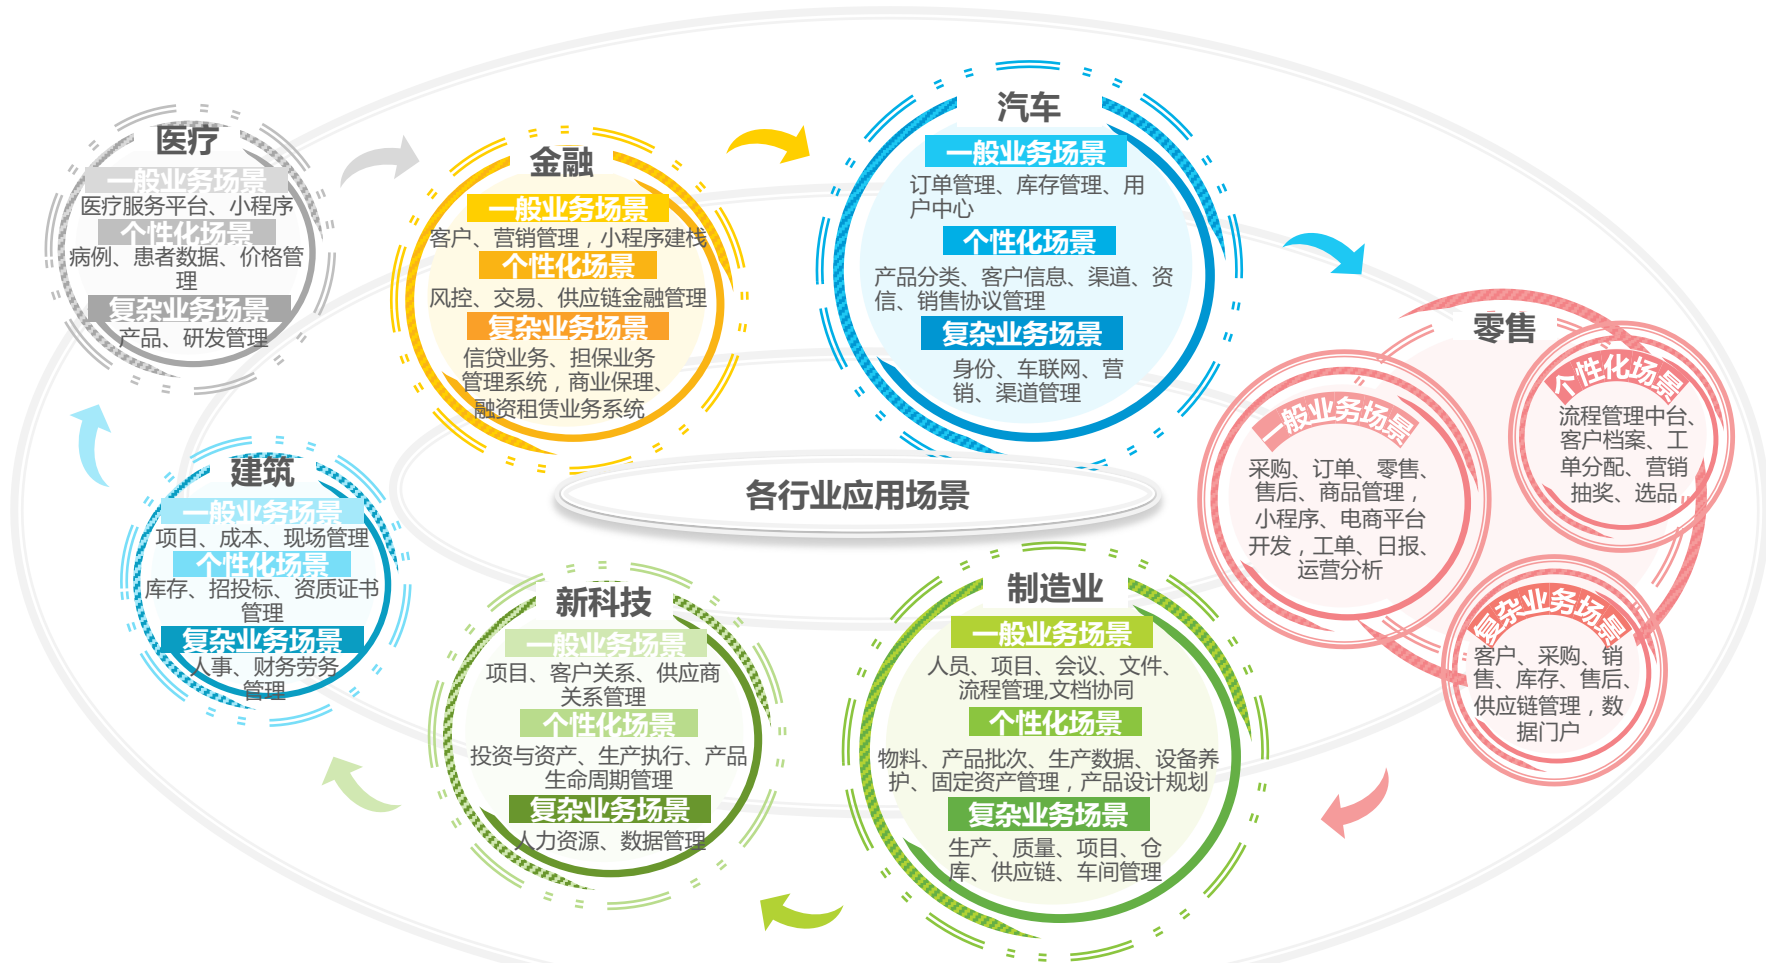 医疗
一般业务场景
医疗服务平台、小程序
个性化场景
病例、患者数据、价格管
理
复杂业务场景
产品、研发管理
金融
一般业务场景
客户、营销管理，小程序建栈
个性化场景
风控、交易、供应链金融管理
复杂业务场景
信贷业务、担保业务
管理系统，商业保理、
融资租赁业务系统
汽车
一般业务场景
订单管理、库存管理、用
户中心
个性化场景
产品分类、客户信息、渠道、资
信、销售协议管理
复杂业务场景
身份、车联网、营
销、渠道管理
零售
一般业务场景
采购、订单、零售、
售后、商品管理，
小程序、电商平台
开发，工单、日报、
运营分析
个性化场景
流程管理中台、
客户档案、工
单分配、营销
抽奖、选品
复杂业务场景
客户、采购、销
售、库存、售后、
供应链管理，数
据门户
各行业应用场景
建筑
一般业务场景
项目、成本、现场管理
个性化场景
库存、招投标、资质证书
管理
复杂业务场景
人事、财务劳务
管理
新科技
一般业务场景
项目、客户关系、供应商
关系管理
个性化场景
投资与资产、生产执行、产品
生命周期管理
复杂业务场景
人力资源、数据管理
制造业
一般业务场景
人员、项目、会议、文件、
流程管理,文档协同
个性化场景
物料、产品批次、生产数据、设备养
护、固定资产管理，产品设计规划
复杂业务场景
生产、质量、项目、仓
库、供应链、车间管理